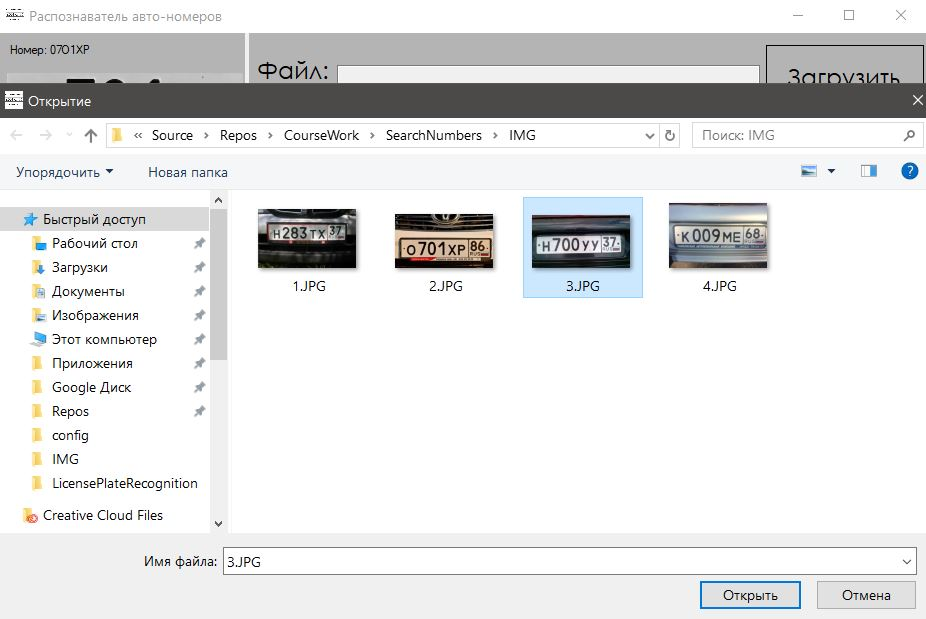 Распознаватель авто-номеров
Номер: 07O1XP
Файл:
Загрузить
Открытие
« Source › Repos › CourseWork › SearchNumbers › IMG
Поиск: IMG
Упорядочить
Новая папка
?
Быстрый доступ
Рабочий стол
Загрузки
Документы
Изображения
Этот компьютер
Приложения
Google Диск
Repos
config
IMG
LicensePlateRecognition
Creative Cloud Files
Н283ТХ 37
1.JPG
О701ХР 86
RUS
2.JPG
Н700УУ 37
3.JPG
К009МЕ 68
4.JPG
Имя файла:
3.JPG
Открыть
Отмена